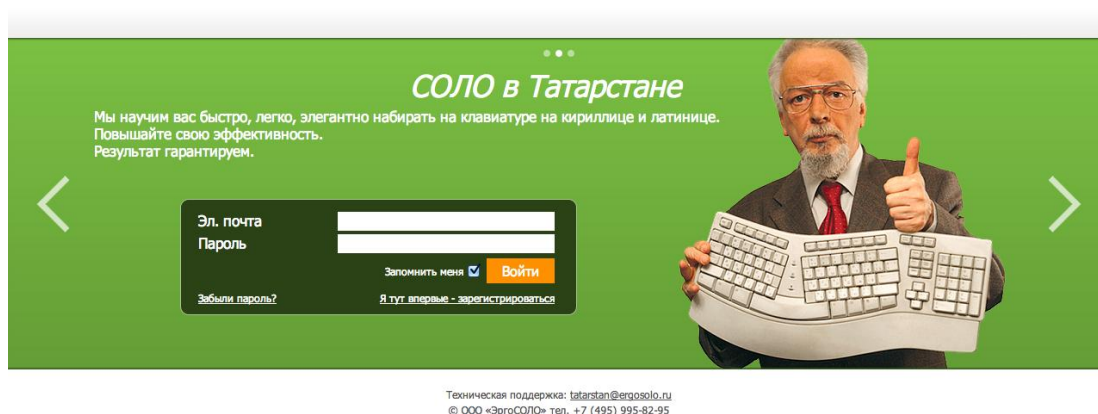 СОЛО в Татарстане
Мы научим вас быстро, легко, элегантно набирать на клавиатуре на кириллице и латинице.
Повышайте свою эффективность.
Результат гарантируем.
Эл. почта
Пароль
Запомнить меня Войти
Забыли пароль? Я тут впервые - зарегистрироваться
Техническая поддержка: tatarstan@ergosolo.ru
© ООО «ЭргоСОЛО» тел. +7 (495) 995-82-95